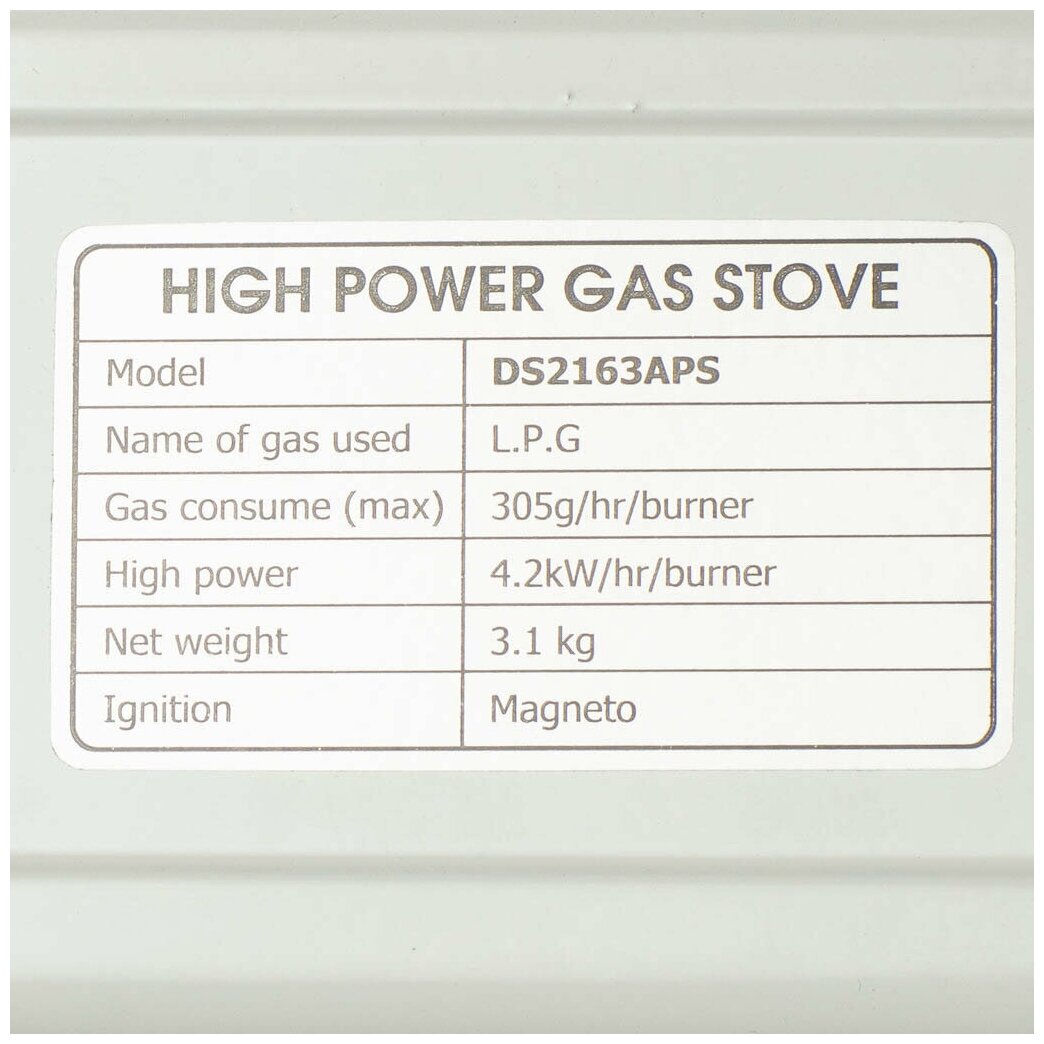 HIGH POWER GAS STOVE
Model DS2163APS
Name of gas used L.P.G
Gas consume (max) 305g/hr/burner
High power 4.2kW/hr/burner
Net weight 3.1 kg
Ignition Magneto